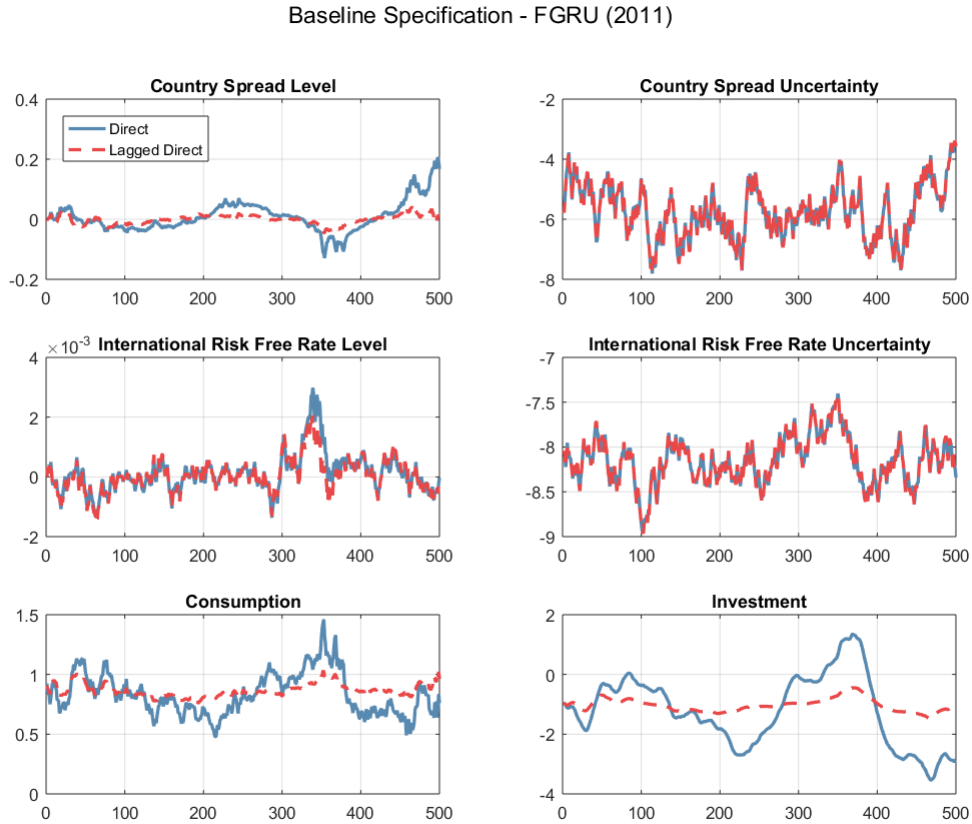 Baseline Specification - FGRU (2011)
Country Spread Level
0.4
0.2
0
-0.2
Direct
Lagged Direct
0 100 200 300 400 500
Country Spread Uncertainty
-2
-4
-6
-8
0 100 200 300 400 500
×10⁻³ International Risk Free Rate Level
4
2
0
-2
0 100 200 300 400 500
International Risk Free Rate Uncertainty
-7
-7.5
-8
-8.5
-9
0 100 200 300 400 500
Consumption
1.5
1
0.5
0
0 100 200 300 400 500
Investment
2
0
-2
-4
0 100 200 300 400 500